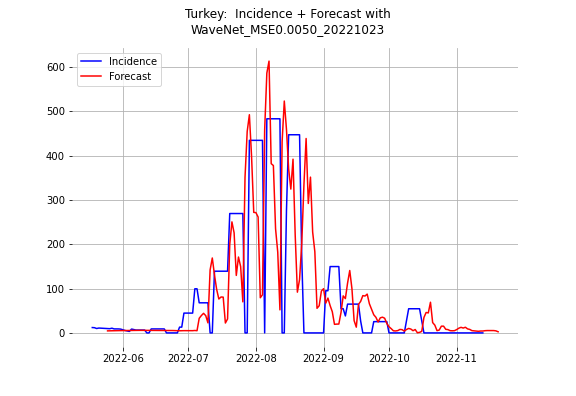 Turkey:  Incidence + Forecast with
WaveNet_MSE0.0050_20221023
Incidence
Forecast
600
500
400
300
200
100
0
2022-06 2022-07 2022-08 2022-09 2022-10 2022-11